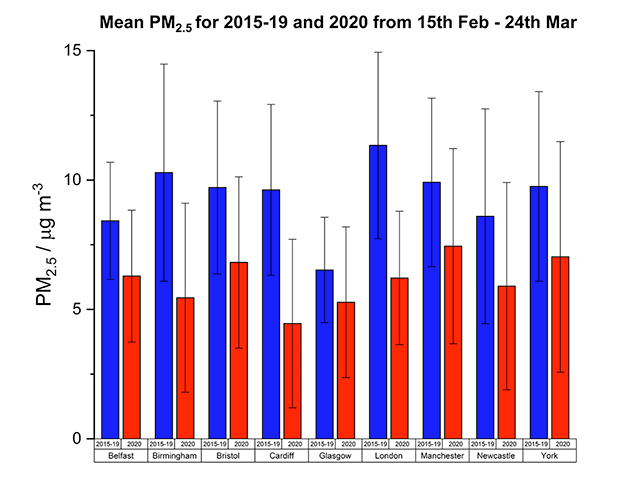 Mean PM2.5 for 2015-19 and 2020 from 15th Feb - 24th Mar
15
10
5
0
PM2.5 / µg m-3
2015-19 2020 2015-19 2020 2015-19 2020 2015-19 2020 2015-19 2020 2015-19 2020 2015-19 2020 2015-19 2020 2015-19 2020
Belfast Birmingham Bristol Cardiff Glasgow London Manchester Newcastle York